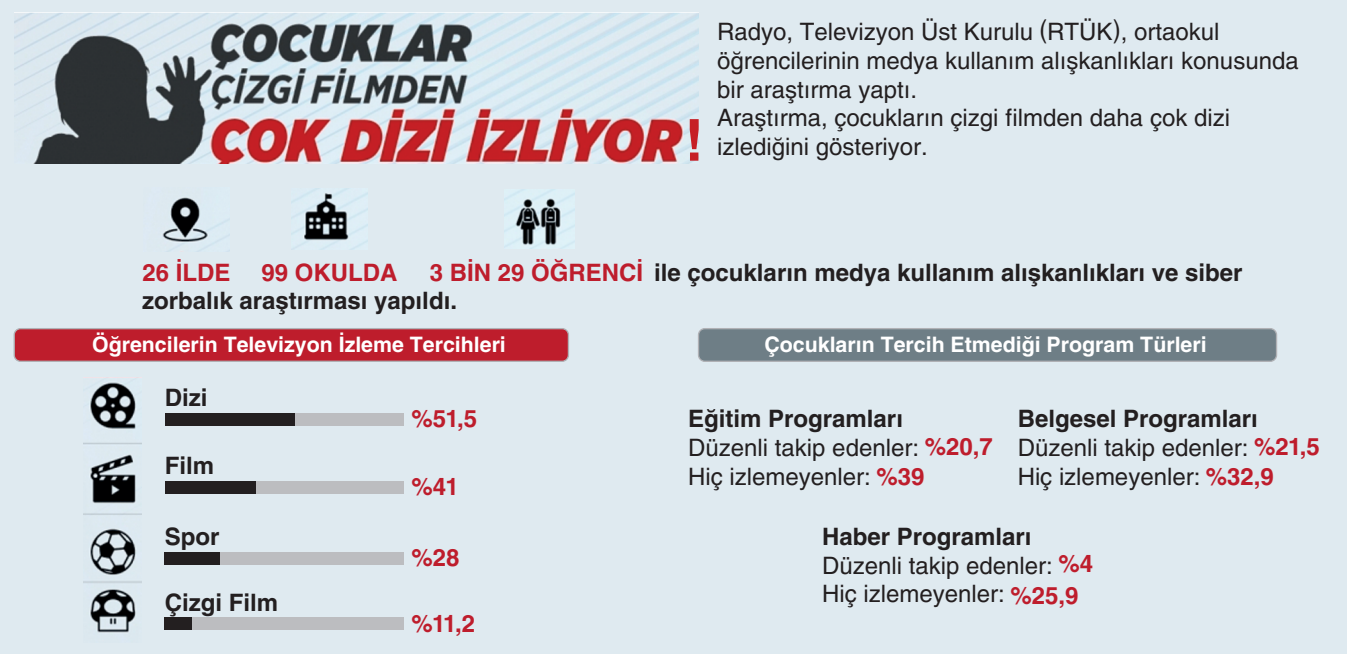 ÇOCUKLAR
ÇİZGİ FİLMDEN
ÇOK DİZİ İZLİYOR!
Radyo, Televizyon Üst Kurulu (RTÜK), ortaokul
öğrencilerinin medya kullanım alışkanlıkları konusunda
bir araştırma yaptı.
Araştırma, çocukların çizgi filmden daha çok dizi
izlediğini gösteriyor.
26 İLDE 99 OKULDA 3 BİN 29 ÖĞRENCİ ile çocukların medya kullanım alışkanlıkları ve siber
zorbalık araştırması yapıldı.
Öğrencilerin Televizyon İzleme Tercihleri
Dizi
%51,5
Film
%41
Spor
%28
Çizgi Film
%11,2
Çocukların Tercih Etmediği Program Türleri
Eğitim Programları
Düzenli takip edenler: %20,7
Hiç izlemeyenler: %39
Belgesel Programları
Düzenli takip edenler: %21,5
Hiç izlemeyenler: %32,9
Haber Programları
Düzenli takip edenler: %4
Hiç izlemeyenler: %25,9